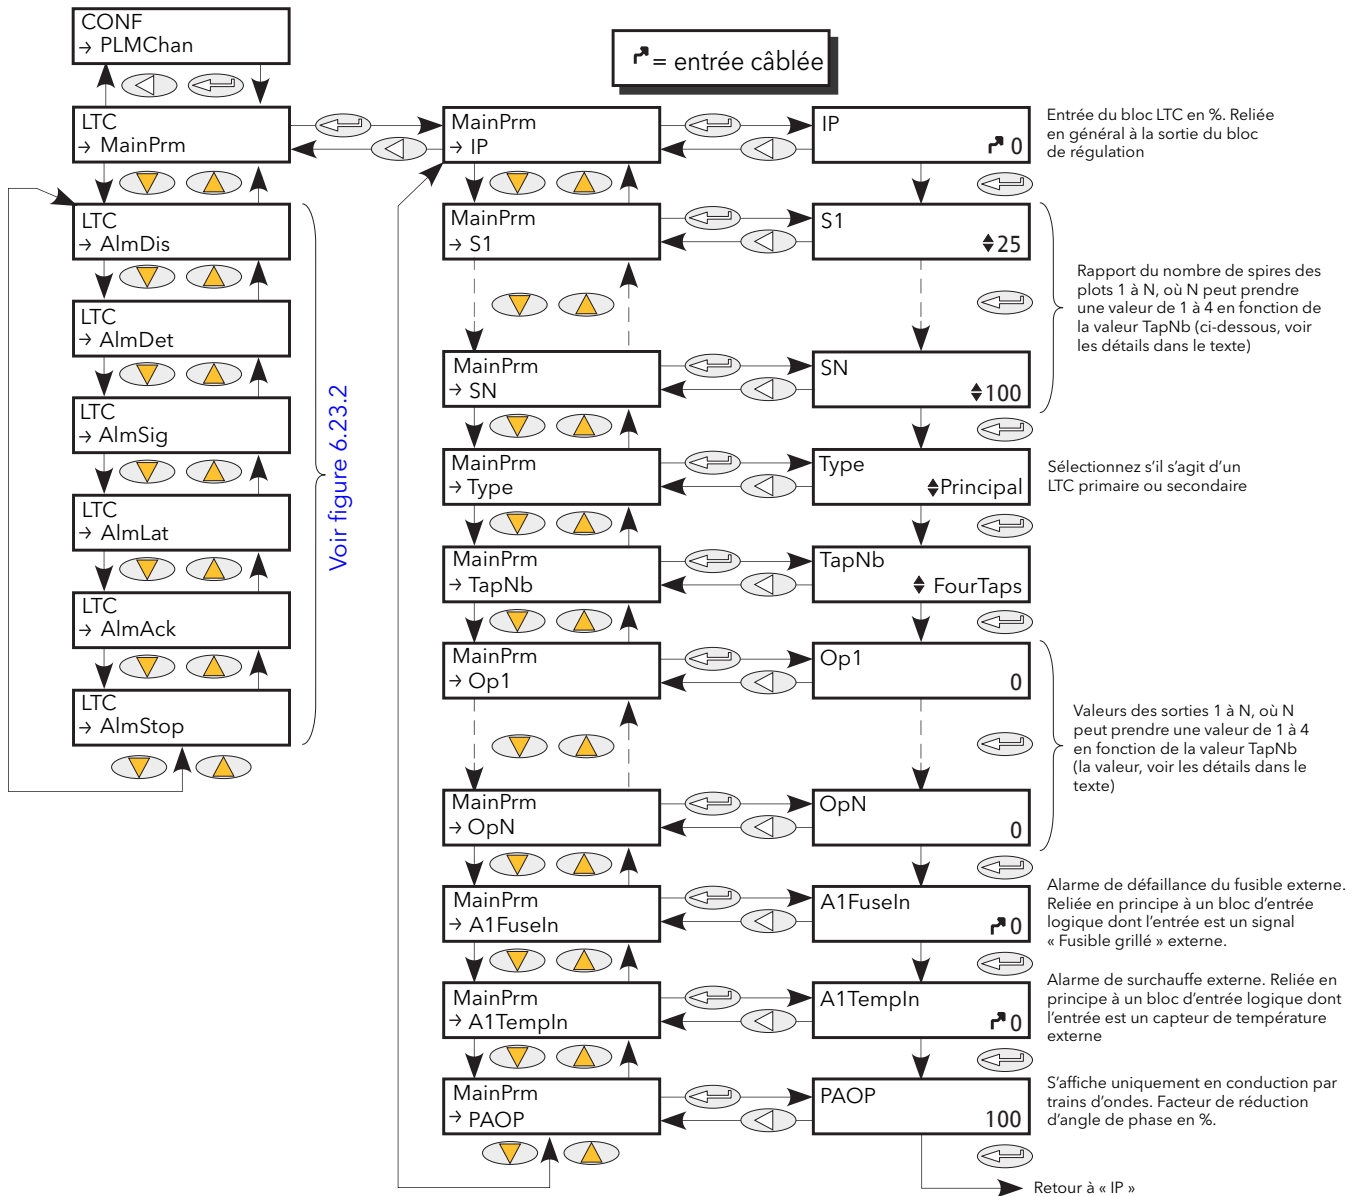 CONF
→ PLMChan
= entrée câblée
LTC
→ MainPrm
LTC
→ AlmDis
LTC
→ AlmDet
LTC
→ AlmSig
LTC
→ AlmLat
LTC
→ AlmAck
LTC
→ AlmStop
Voir figure 6.23.2
MainPrm
→ IP
IP
0
Entrée du bloc LTC en %. Reliée
en général à la sortie du bloc
de régulation
MainPrm
→ S1
S1
25
Rapport du nombre de spires des
plots 1 à N, où N peut prendre
une valeur de 1 à 4 en fonction de
la valeur TapNb (ci-dessous, voir
les détails dans le texte)
MainPrm
→ SN
SN
100
MainPrm
→ Type
Type
Principal
Sélectionnez s’il s’agit d’un
LTC primaire ou secondaire
MainPrm
→ TapNb
TapNb
FourTaps
MainPrm
→ Op1
Op1
0
Valeurs des sorties 1 à N, où N
peut prendre une valeur de 1 à 4
en fonction de la valeur TapNb
(la valeur, voir les détails dans le
texte)
MainPrm
→ OpN
OpN
0
MainPrm
→ A1FuseIn
A1FuseIn
0
Alarme de défaillance du fusible externe.
Reliée en principe à un bloc d’entrée
logique dont l’entrée est un signal
« Fusible grillé » externe.
MainPrm
→ A1TempIn
A1TempIn
0
Alarme de surchauffe externe. Reliée en
principe à un bloc d’entrée logique dont
l’entrée est un capteur de température
externe
MainPrm
→ PAOP
PAOP
100
S’affiche uniquement en conduction par
trains d’ondes. Facteur de réduction
d’angle de phase en %.
Retour à « IP »